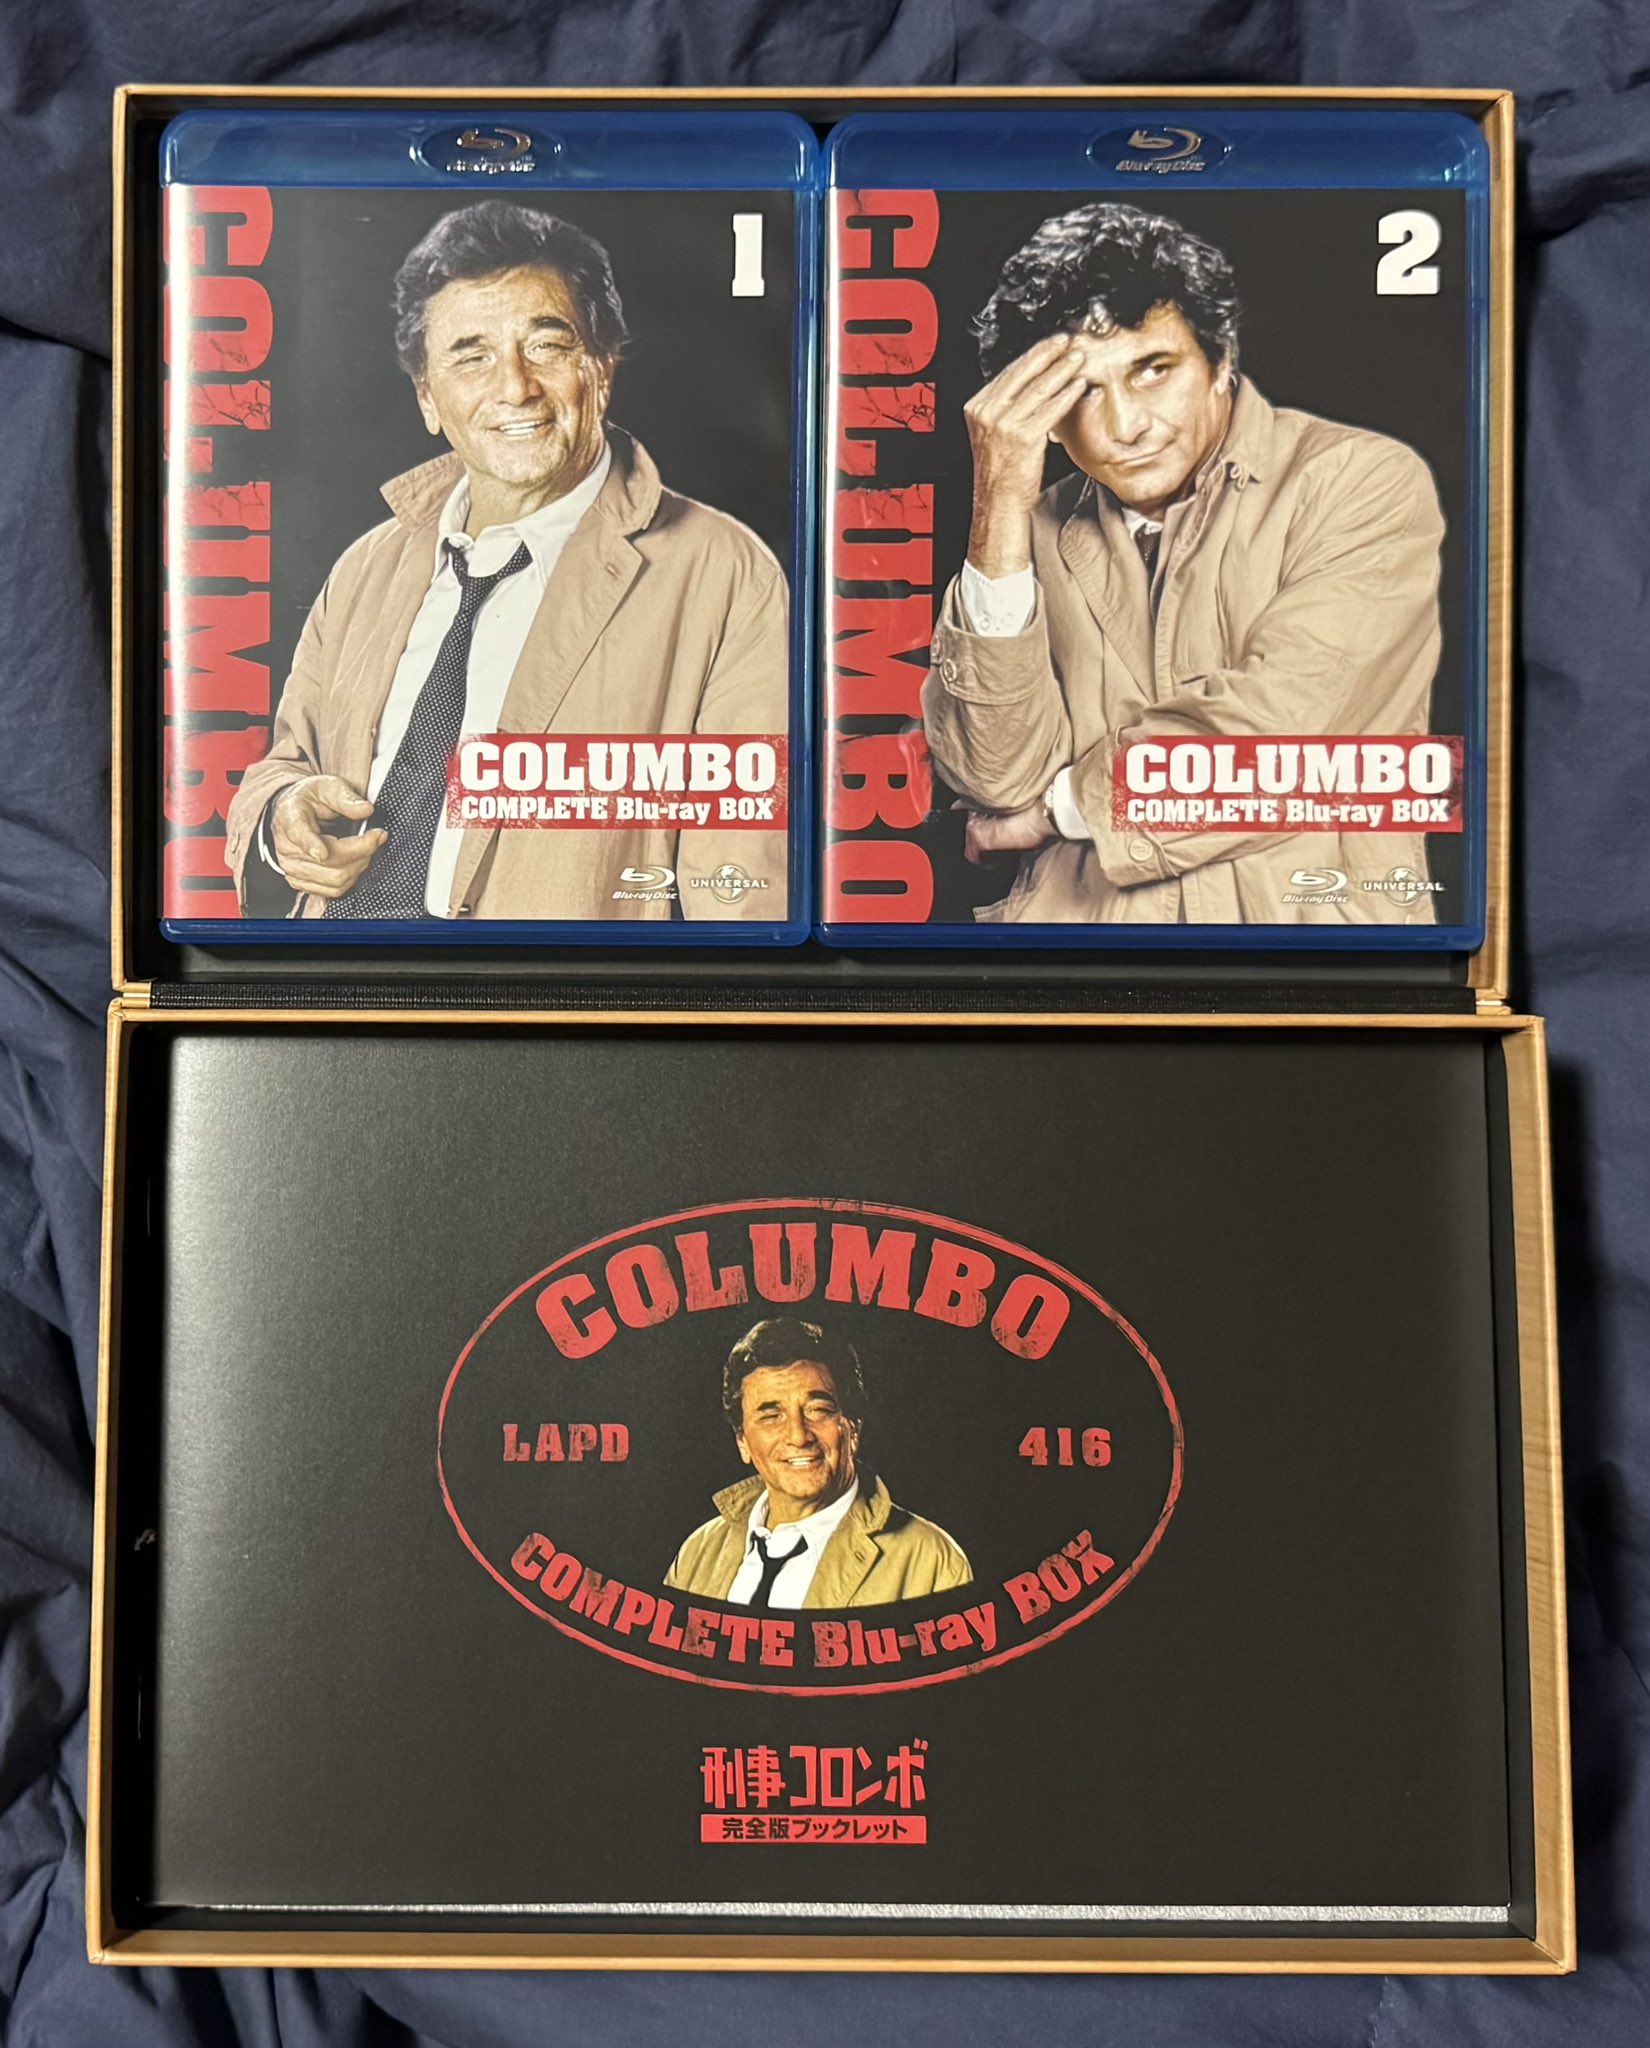 Blu-ray Disc
COLUMBO
1
COLUMBO
COMPLETE Blu-ray BOX
Blu-ray Disc
UNIVERSAL
Blu-ray Disc
COLUMBO
2
COLUMBO
COMPLETE Blu-ray BOX
Blu-ray Disc
UNIVERSAL
COLUMBO
LAPD
416
COMPLETE Blu-ray BOX
刑事コロンボ
完全版ブックレット